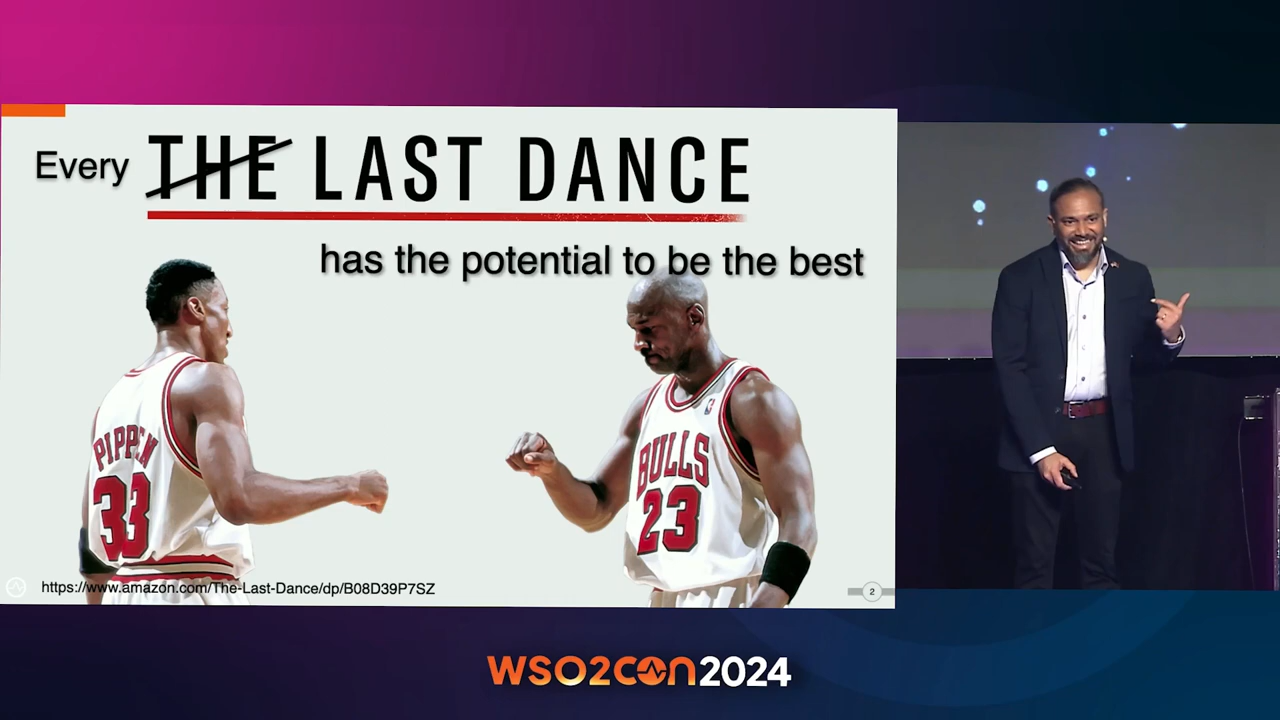 Every THE LAST DANCE
has the potential to be the best
PIPPEN
33
BULLS
23
https://www.amazon.com/The-Last-Dance/dp/B08D39P7SZ
2
WSO2CON2024